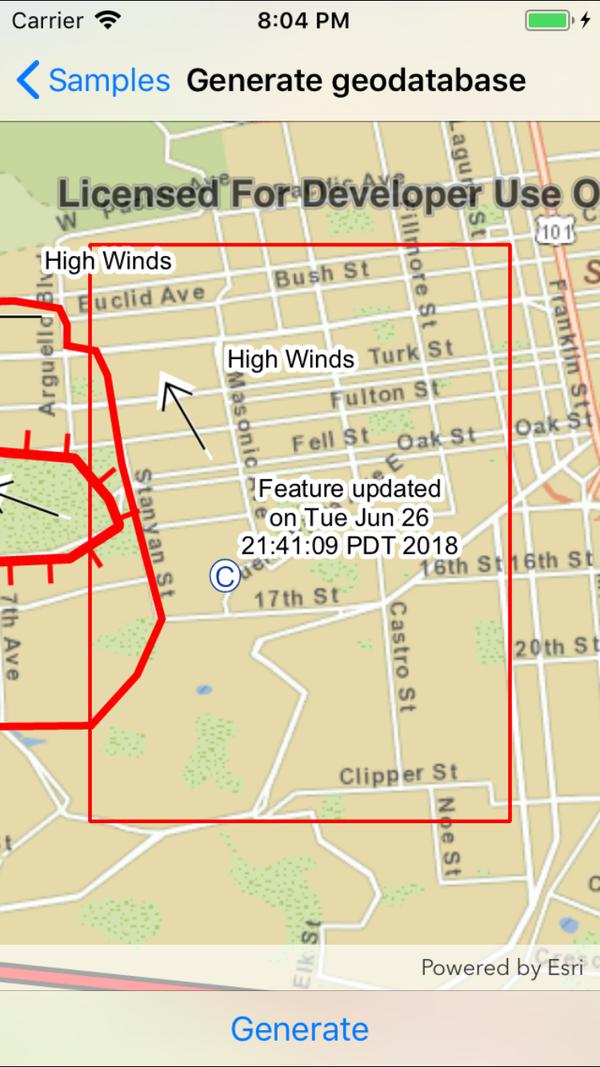 Carrier 8:04 PM
Samples Generate geodatabase
Lagun St
Licensed For Developer Use O
W Ave
101
High Winds
Bush St
Euclid Ave
Arguello Blv
Fillmore St
Franklin St
High Winds
Turk St
Masonic
Fulton St
Fell St
Oak St
Oak St
Stanyan St
Feature updated
on Tue Jun 26
21:41:09 PDT 2018
C
16th St
16th St
17th St
7th Ave
Castro St
20th St
Clipper St
Noe St
Elk St
Powered by Esri
Generate